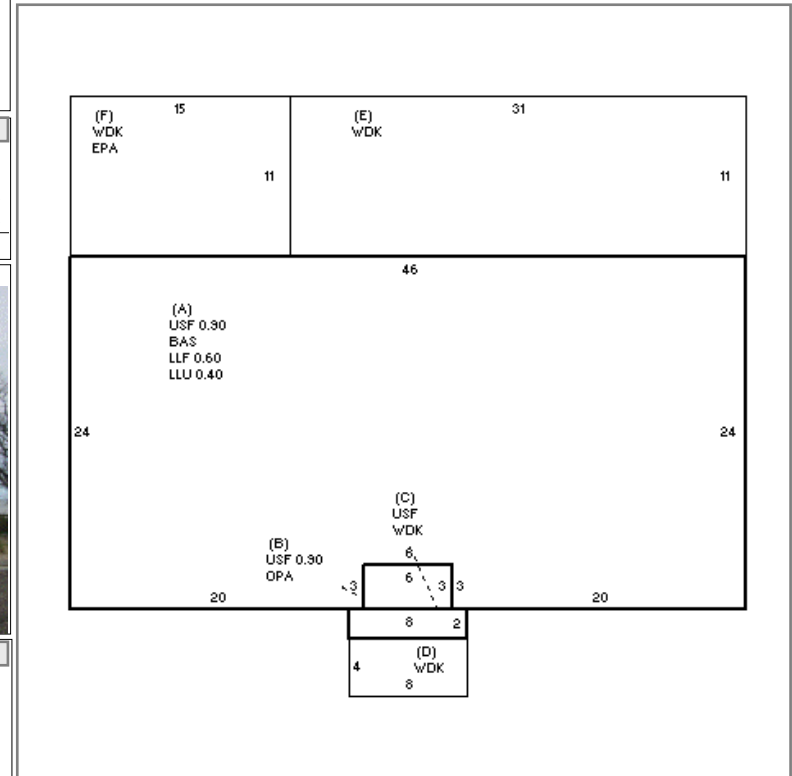 15
31
(F)
WDK
EPA
(E)
WDK
11
11
46
(A)
USF 0.90
BAS
LLF 0.60
LLU 0.40
24
24
(C)
USF
WDK
(B)
USF 0.90
OPA
6
6
3
3
3
20
20
8
2
(D)
WDK
4
8